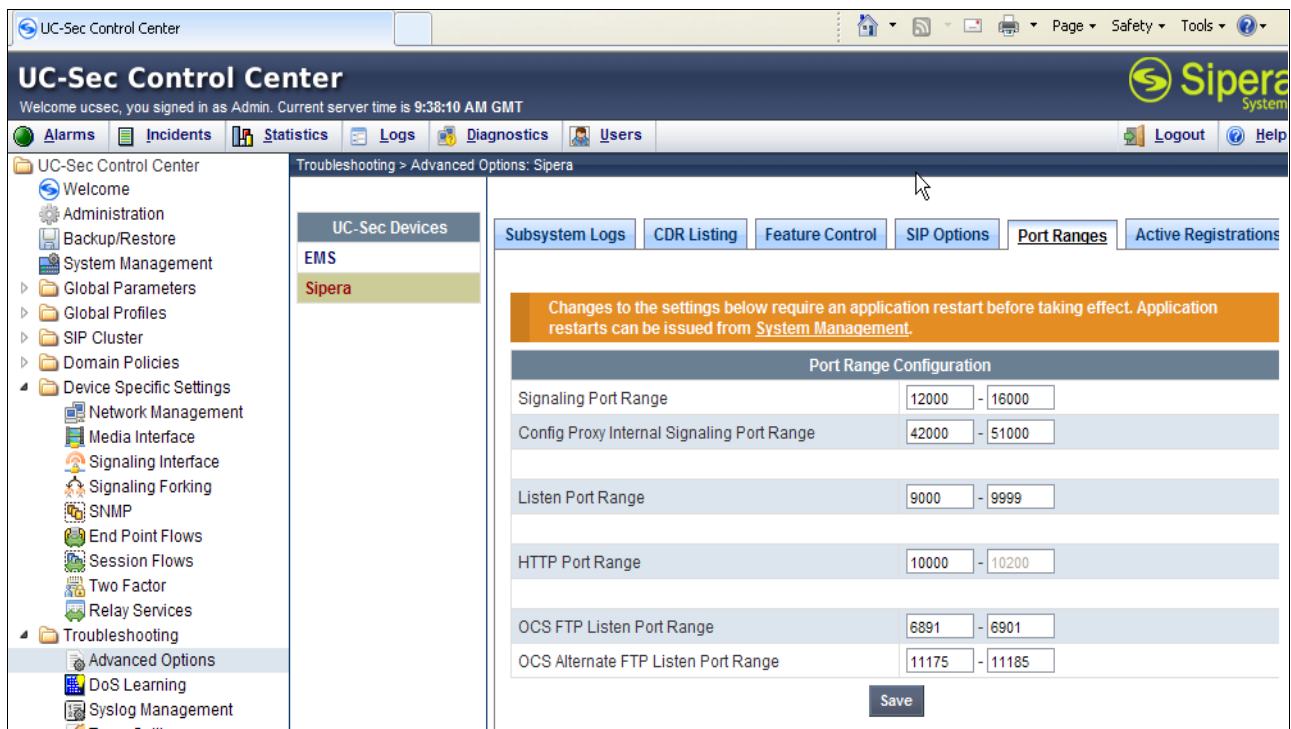 UC-Sec Control Center
Page Safety Tools
UC-Sec Control Center
Sipera
System
Welcome ucsec, you signed in as Admin. Current server time is 9:38:10 AM GMT
Alarms Incidents Statistics Logs Diagnostics Users Logout Help
UC-Sec Control Center
Welcome
Administration
Backup/Restore
System Management
Global Parameters
Global Profiles
SIP Cluster
Domain Policies
Device Specific Settings
Network Management
Media Interface
Signaling Interface
Signaling Forking
SNMP
End Point Flows
Session Flows
Two Factor
Relay Services
Troubleshooting
Advanced Options
DoS Learning
Syslog Management
Troubleshooting > Advanced Options: Sipera
UC-Sec Devices
EMS
Sipera
Subsystem Logs CDR Listing Feature Control SIP Options Port Ranges Active Registrations
Changes to the settings below require an application restart before taking effect. Application
restarts can be issued from System Management.
Port Range Configuration
Signaling Port Range 12000 - 16000
Config Proxy Internal Signaling Port Range 42000 - 51000
Listen Port Range 9000 - 9999
HTTP Port Range 10000 - 10200
OCS FTP Listen Port Range 6891 - 6901
OCS Alternate FTP Listen Port Range 11175 - 11185
Save